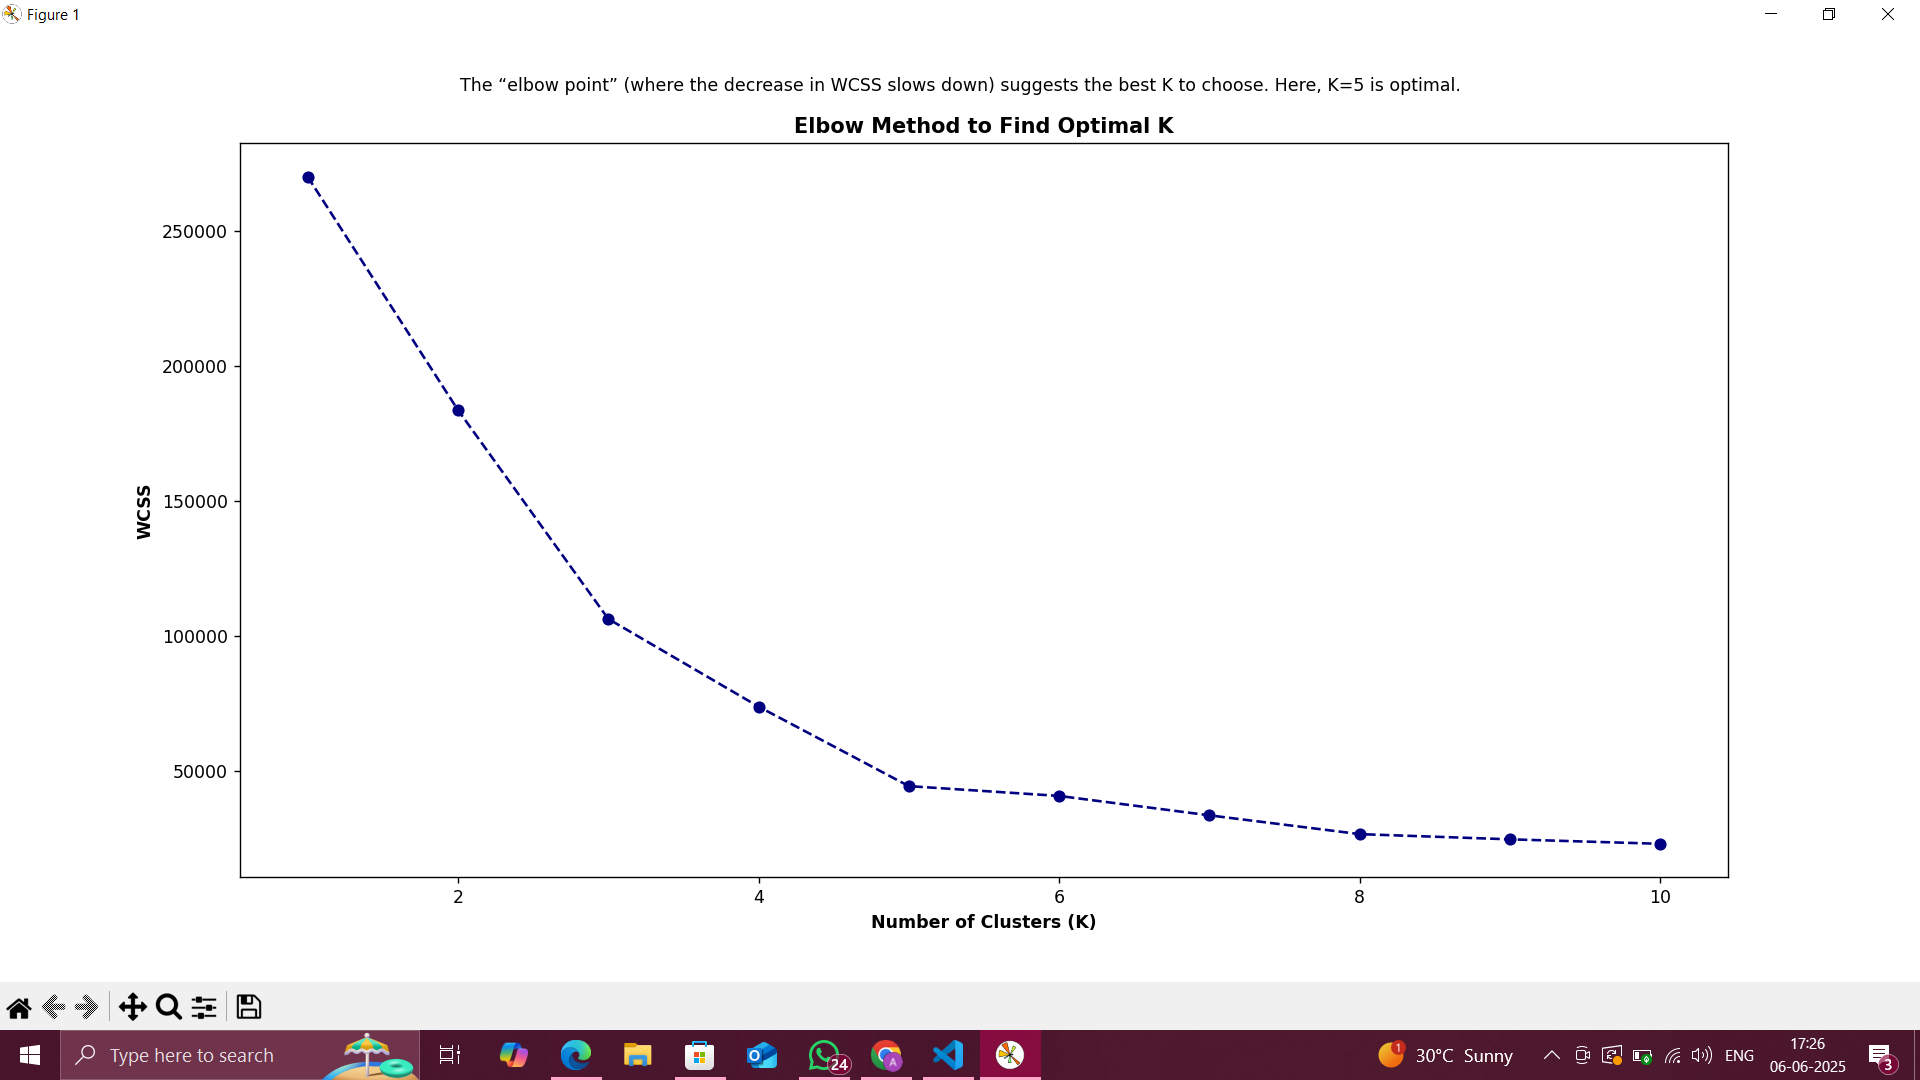 Figure 1
The “elbow point” (where the decrease in WCSS slows down) suggests the best K to choose. Here, K=5 is optimal.
Elbow Method to Find Optimal K
250000
200000
150000
100000
50000
WCSS
2 4 6 8 10
Number of Clusters (K)
Type here to search
24
A
1
30°C Sunny
ENG
17:26
06-06-2025
3